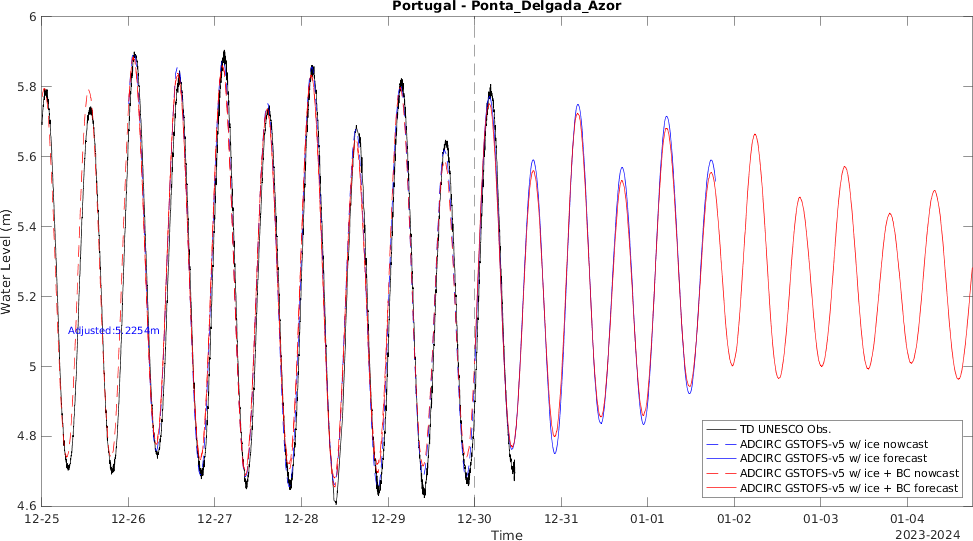 Portugal - Ponta_Delgada_Azor
Water Level (m)
6
5.8
5.6
5.4
5.2
5
4.8
4.6
Adjusted:5.2254m
TD UNESCO Obs.
ADCIRC GSTOFS-v5 w/ ice nowcast
ADCIRC GSTOFS-v5 w/ ice forecast
ADCIRC GSTOFS-v5 w/ ice + BC nowcast
ADCIRC GSTOFS-v5 w/ ice + BC forecast
12-25 12-26 12-27 12-28 12-29 12-30 12-31 01-01 01-02 01-03 01-04
Time
2023-2024